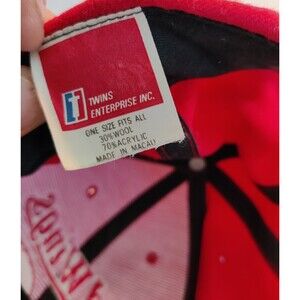 TWINS
ENTERPRISE INC.
ONE SIZE FITS ALL
30% WOOL
70% ACRYLIC
MADE IN MACAU